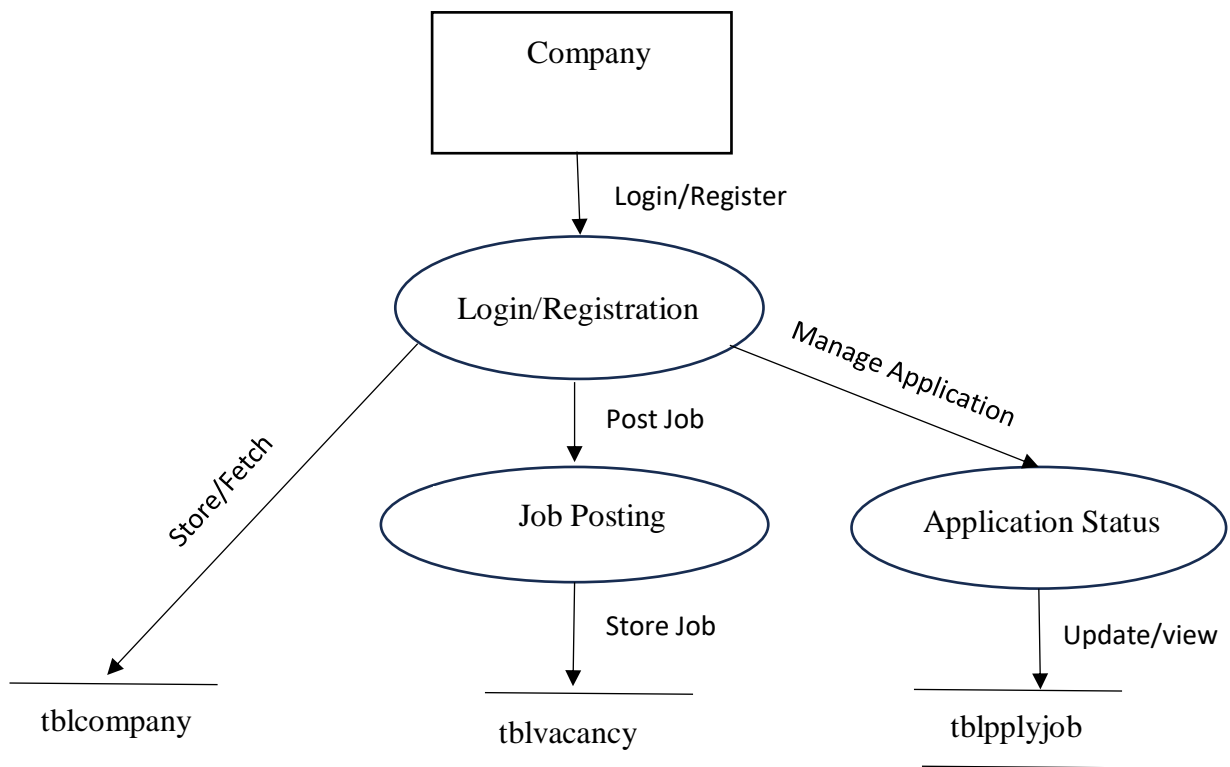 Company
Login/Register
Login/Registration
Manage Application
Post Job
Store/Fetch
Job Posting
Application Status
Store Job
Update/view
tblcompany
tblvacancy
tblpplyjob